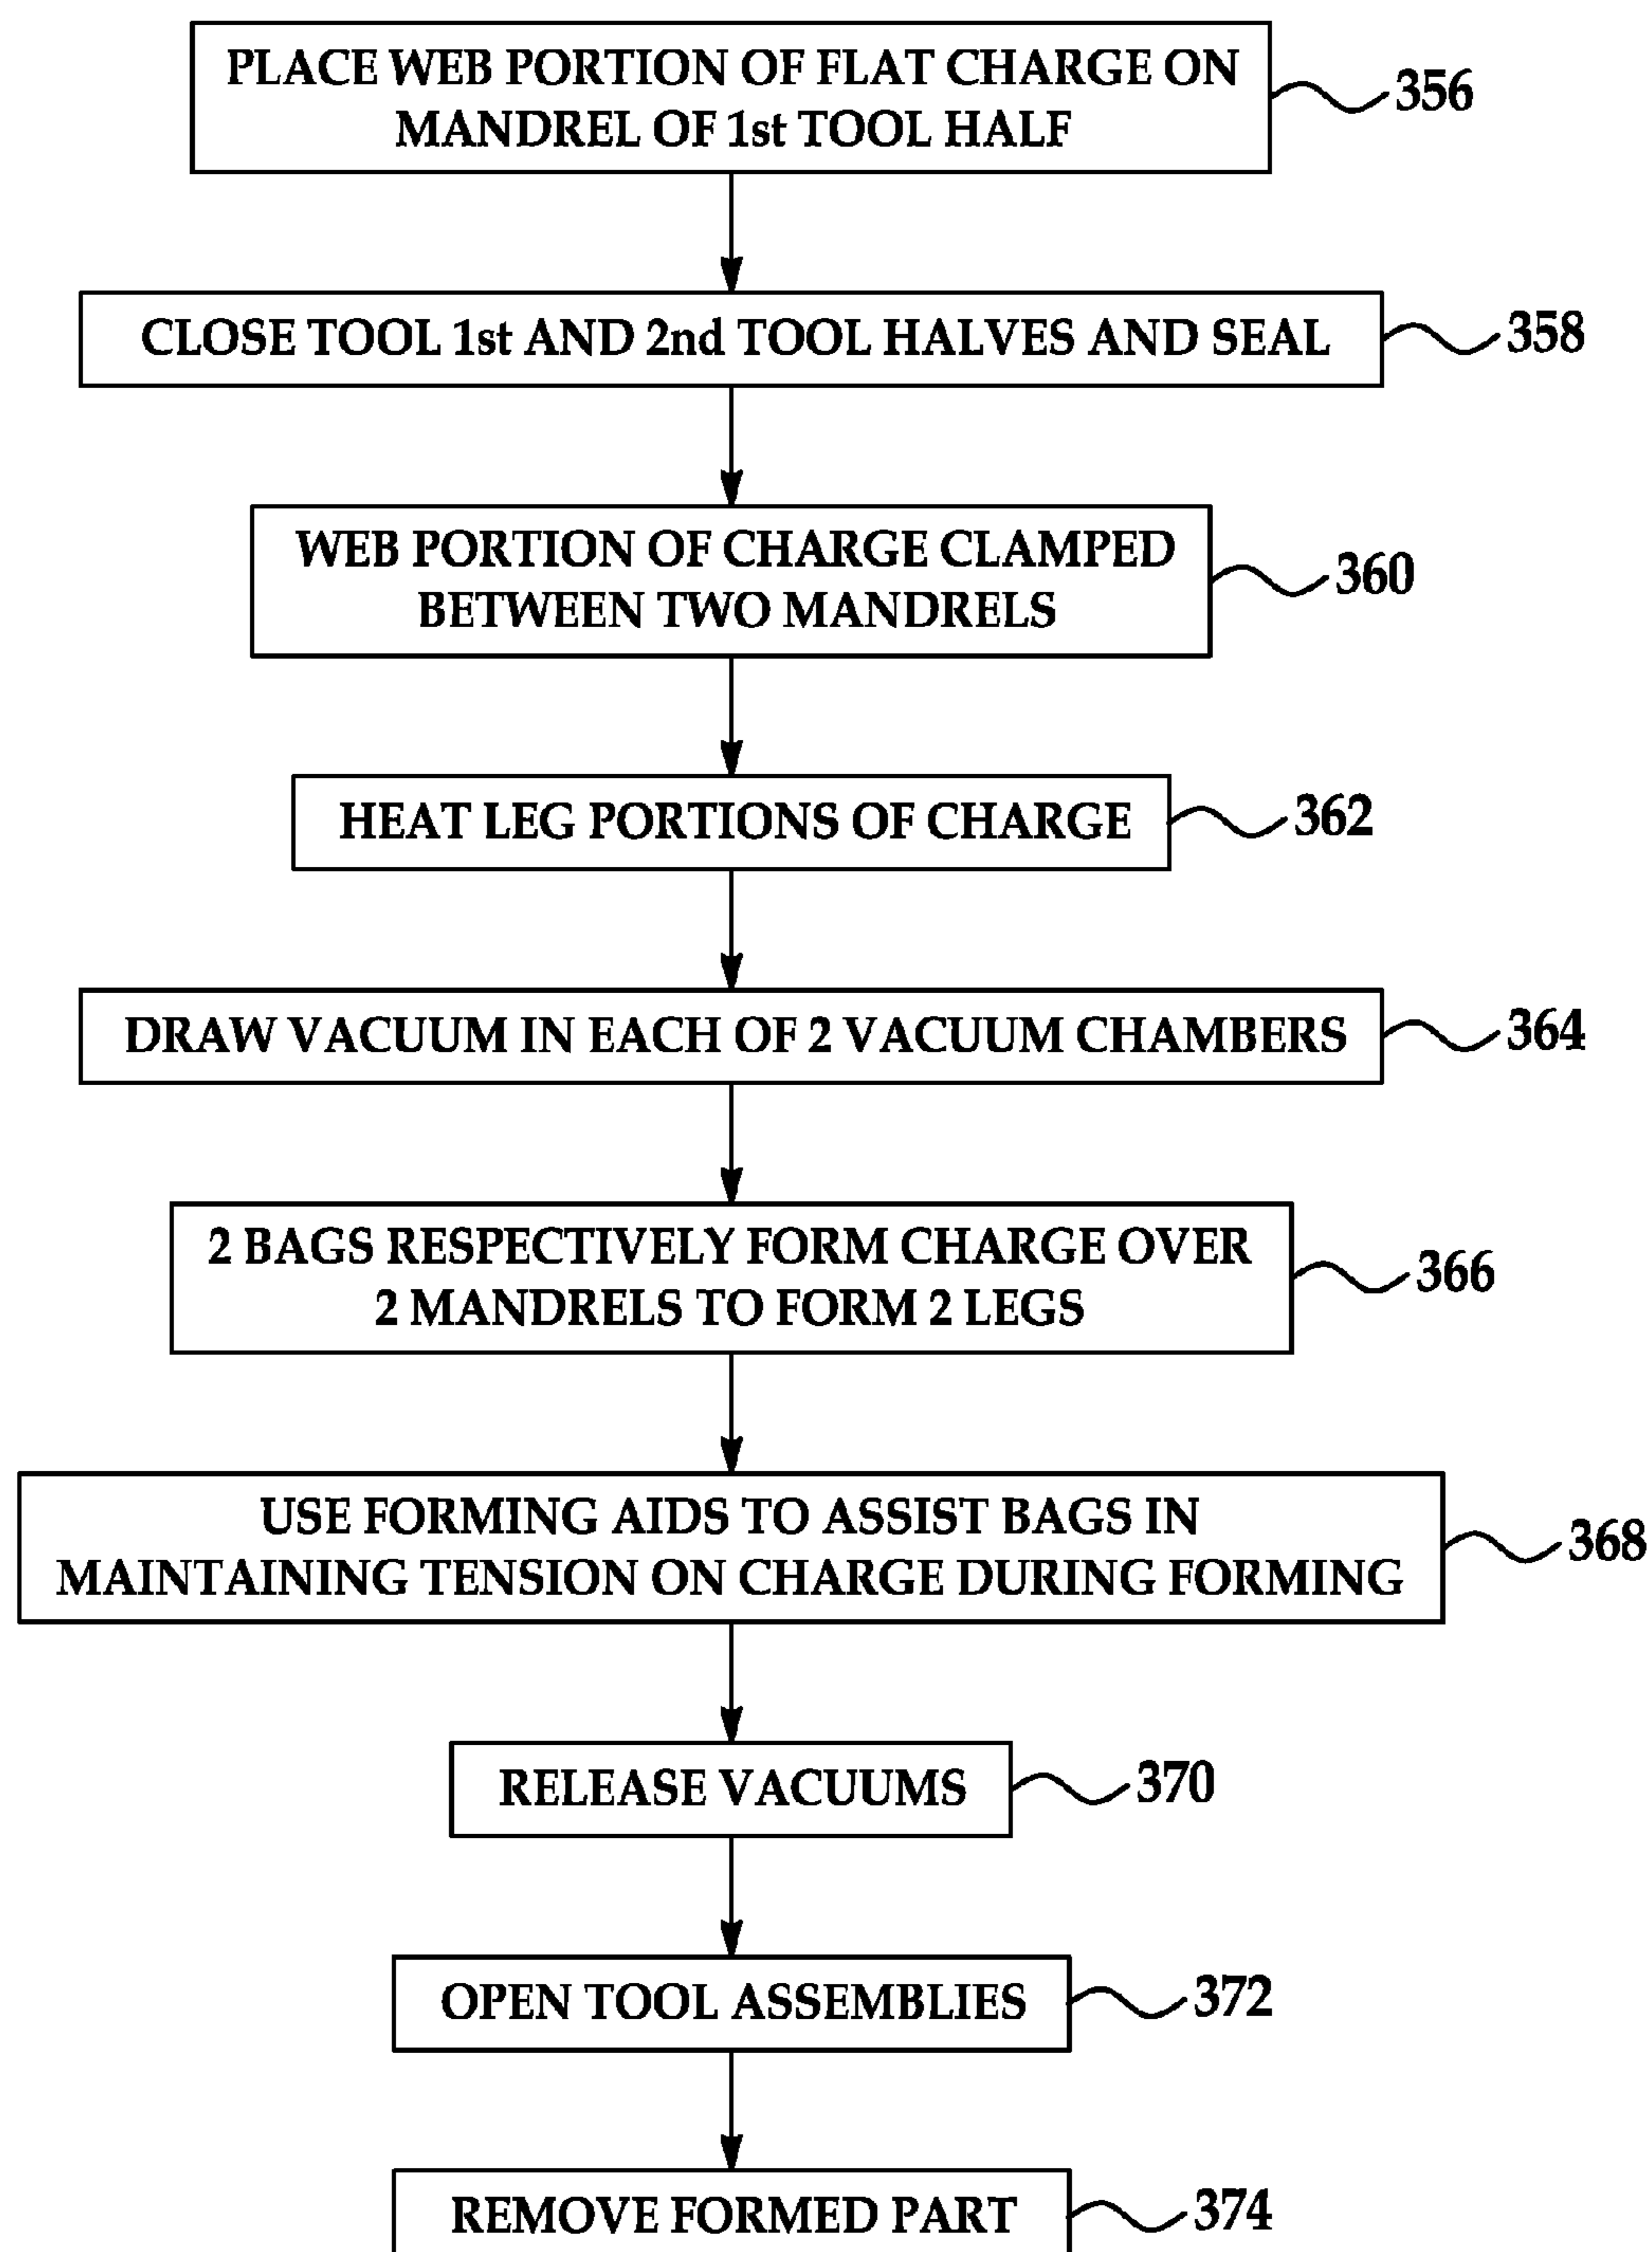 PLACE WEB PORTION OF FLAT CHARGE ON
MANDREL OF 1st TOOL HALF
356
CLOSE TOOL 1st AND 2nd TOOL HALVES AND SEAL
358
WEB PORTION OF CHARGE CLAMPED
BETWEEN TWO MANDRELS
360
HEAT LEG PORTIONS OF CHARGE
362
DRAW VACUUM IN EACH OF 2 VACUUM CHAMBERS
364
2 BAGS RESPECTIVELY FORM CHARGE OVER
2 MANDRELS TO FORM 2 LEGS
366
USE FORMING AIDS TO ASSIST BAGS IN
MAINTAINING TENSION ON CHARGE DURING FORMING
368
RELEASE VACUUMS
370
OPEN TOOL ASSEMBLIES
372
REMOVE FORMED PART
374